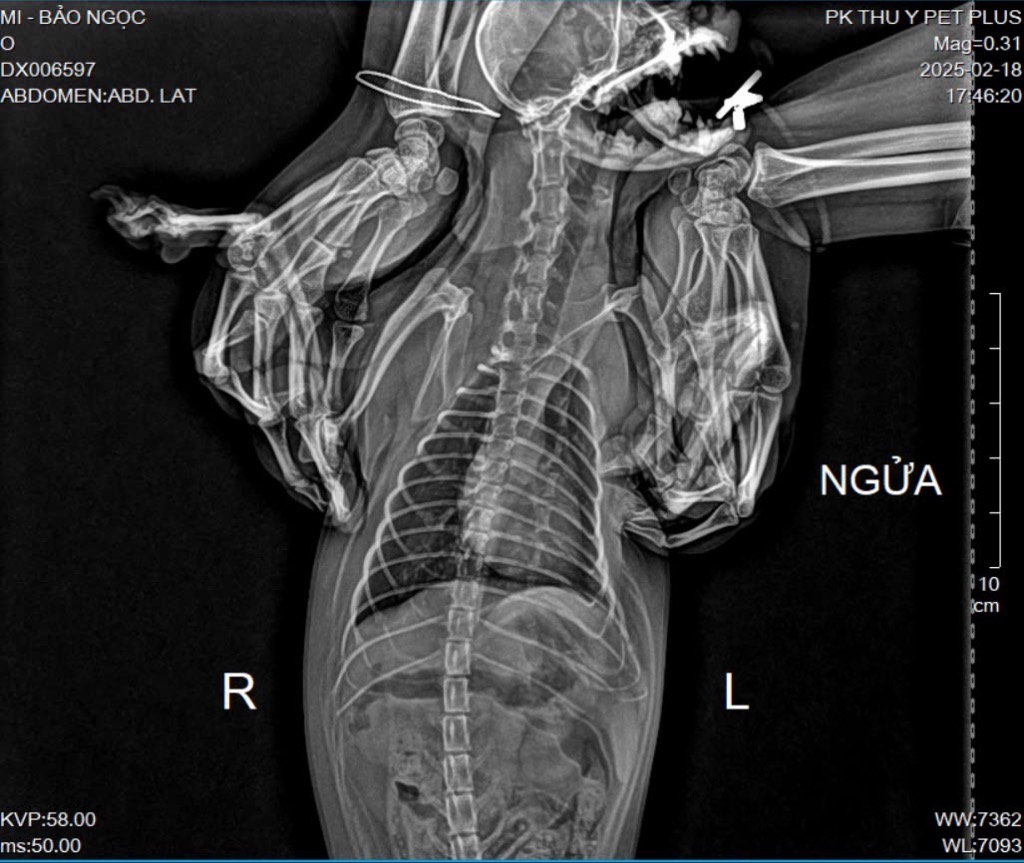 MI - BẢO NGỌC
O
DX006597
ABDOMEN:ABD. LAT
PK THU Y PET PLUS
Mag=0.31
2025-02-18
17:46:20
NGỬA
10
cm
R
L
KVP:58.00
ms:50.00
WW:7362
WL:7093